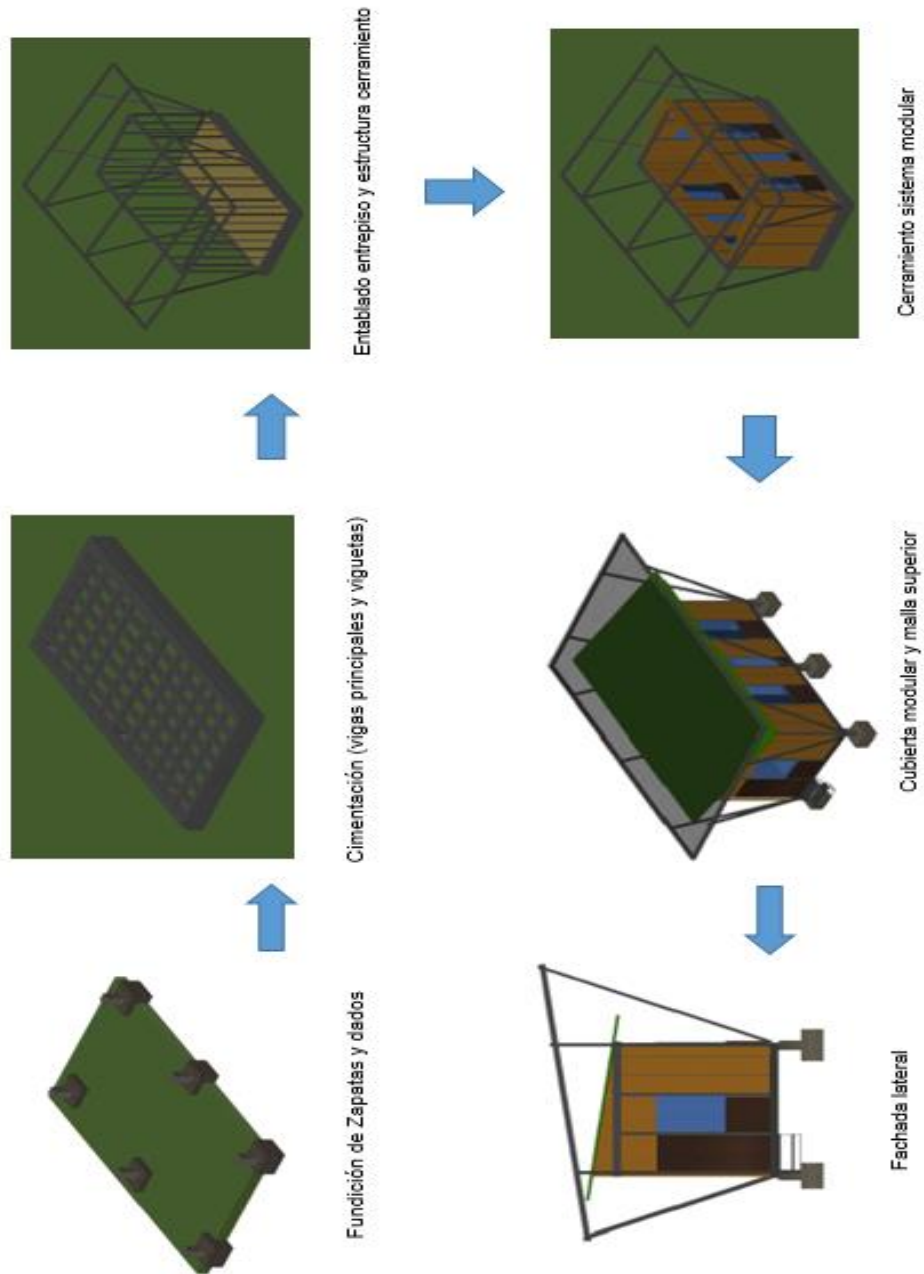 Fundición de Zapatas y dados
Cimentación (vigas principales y viguetas)
Entablado entrepiso y estructura cerramiento
Cerramiento sistema modular
Cubierta modular y malla superior
Fachada lateral